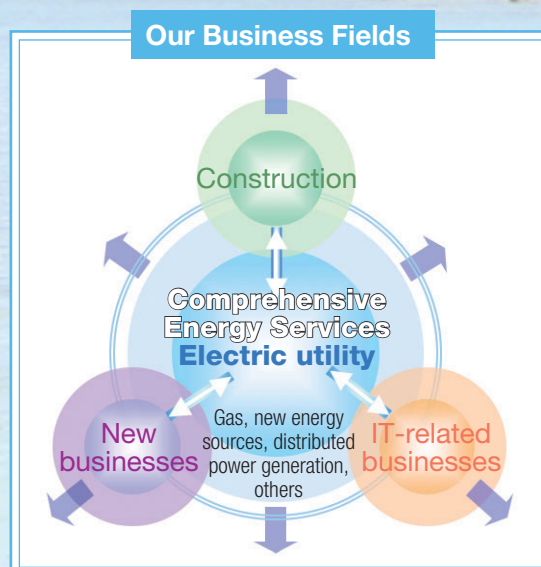 Our Business Fields
Construction
Comprehensive
Energy Services
Electric utility
Gas, new energy
sources, distributed
power generation,
others
New
businesses
IT-related
businesses